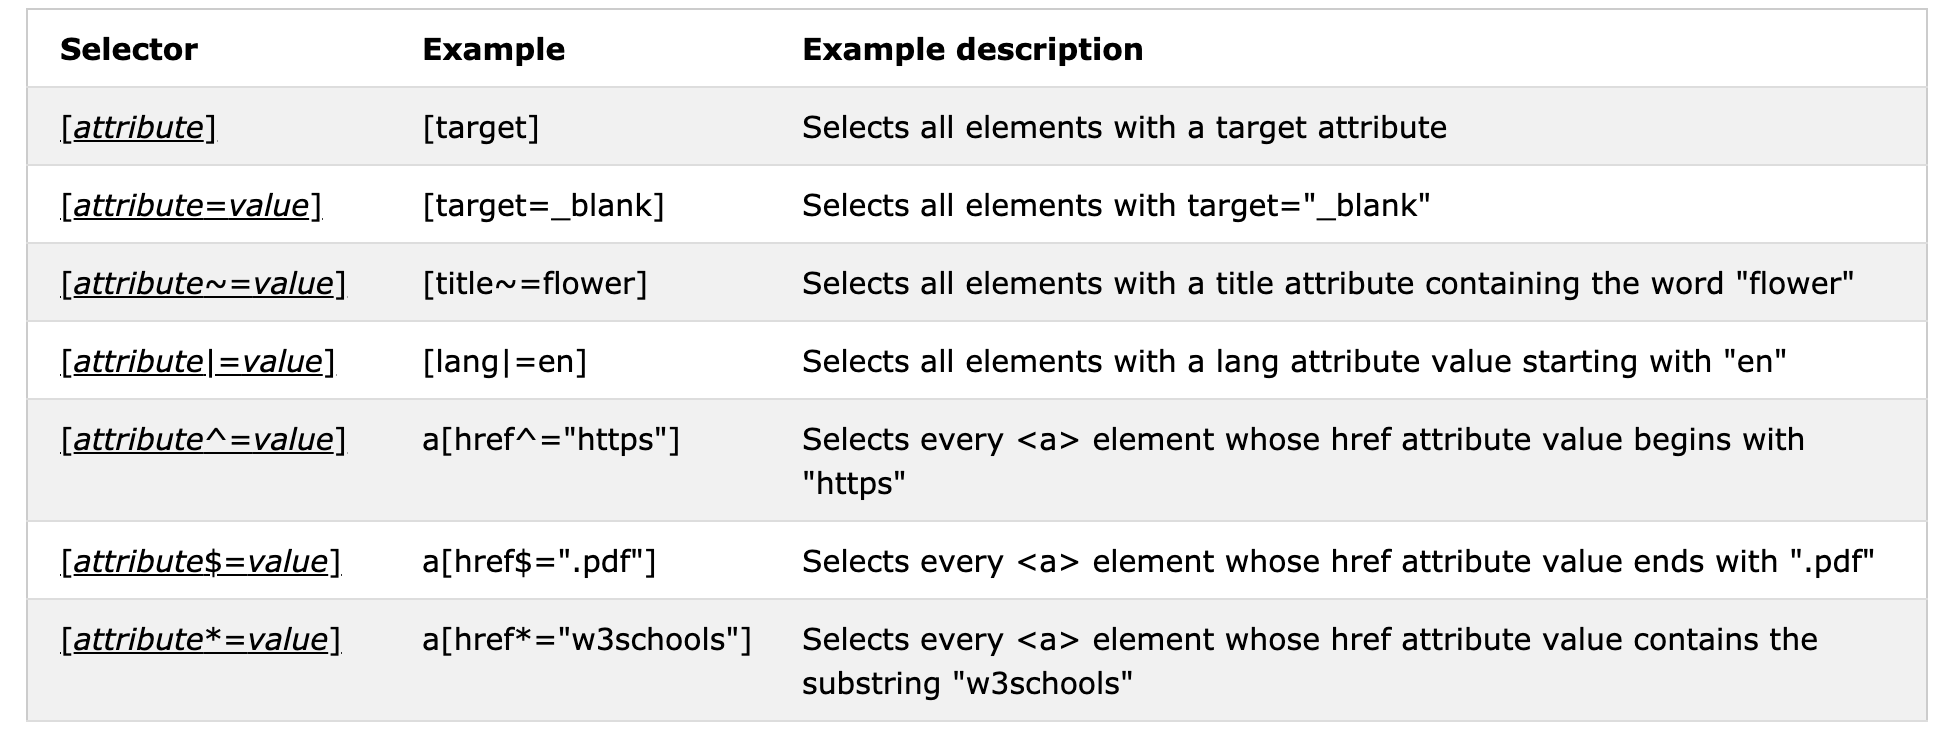 Selector Example Example description
[attribute] [target] Selects all elements with a target attribute
[attribute=value] [target=_blank] Selects all elements with target="_blank"
[attribute~=value] [title~=flower] Selects all elements with a title attribute containing the word "flower"
[attribute|=value] [lang|=en] Selects all elements with a lang attribute value starting with "en"
[attribute^=value] a[href^="https"] Selects every <a> element whose href attribute value begins with
"https"
[attribute$=value] a[href$=".pdf"] Selects every <a> element whose href attribute value ends with ".pdf"
[attribute*=value] a[href*="w3schools"] Selects every <a> element whose href attribute value contains the
substring "w3schools"